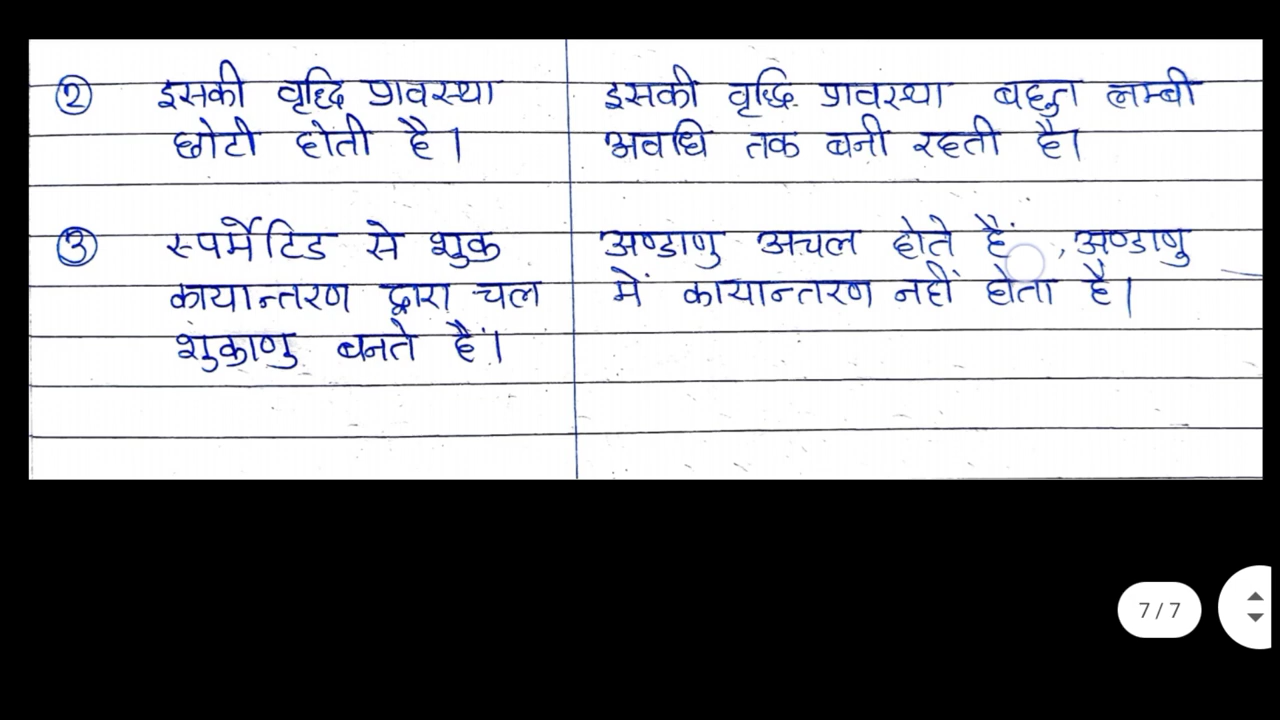 ② इसकी वृद्धि प्रावस्था
छोटी होती है।
इसकी वृद्धि प्रावस्था बहुत लम्बी
अवधि तक बनी रहती है।
③ स्पर्मेटिड से शुक्र
कायान्तरण द्वारा चल
शुक्राणु बनते हैं।
अण्डाणु अचल होते हैं, अण्डाणु
में कायान्तरण नहीं होता है।
7 / 7